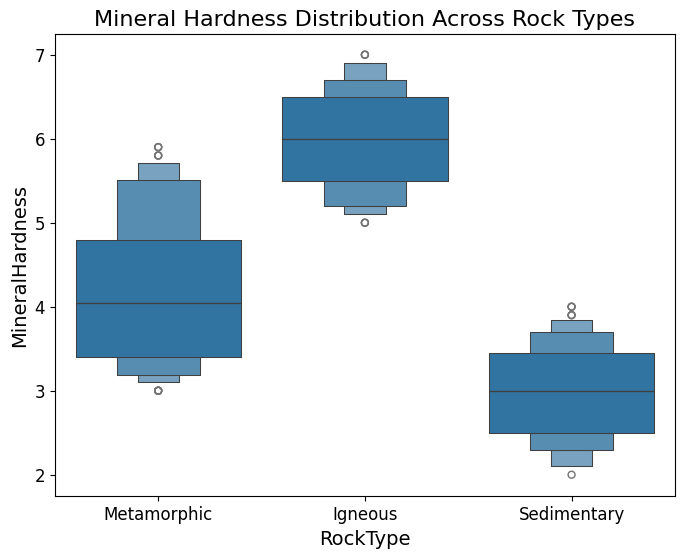 Mineral Hardness Distribution Across Rock Types
MineralHardness
7
6
5
4
3
2
Metamorphic Igneous Sedimentary
RockType